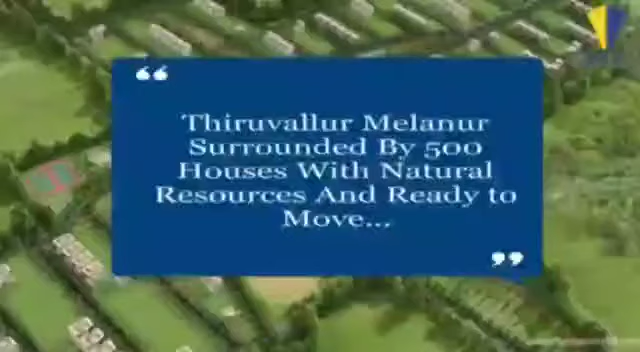 “
Thiruvallur Melanur
Surrounded By 500
Houses With Natural
Resources And Ready to
Move...
”